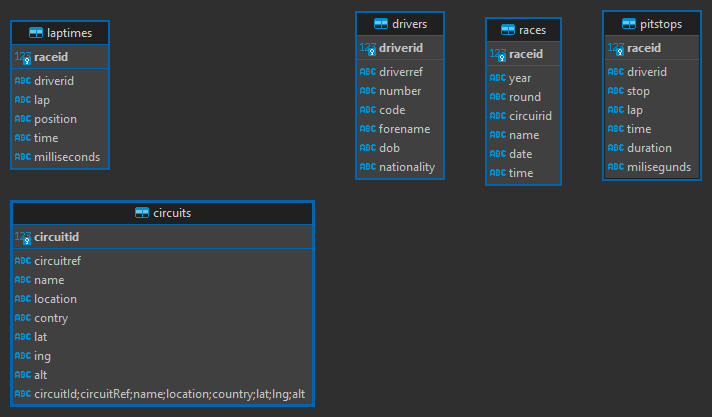 laptimes
123 raceid
ABC driverid
ABC lap
ABC position
ABC time
ABC milliseconds
drivers
123 driverid
ABC driverref
ABC number
ABC code
ABC forename
ABC dob
ABC nationality
races
123 raceid
ABC year
ABC round
ABC circuirid
ABC name
ABC date
ABC time
pitstops
123 raceid
ABC driverid
ABC stop
ABC lap
ABC time
ABC duration
ABC milisegunds
circuits
123 circuitid
ABC circuitref
ABC name
ABC location
ABC contry
ABC lat
ABC ing
ABC alt
ABC circuitId;circuitRef;name;location;country;lat;lng;alt